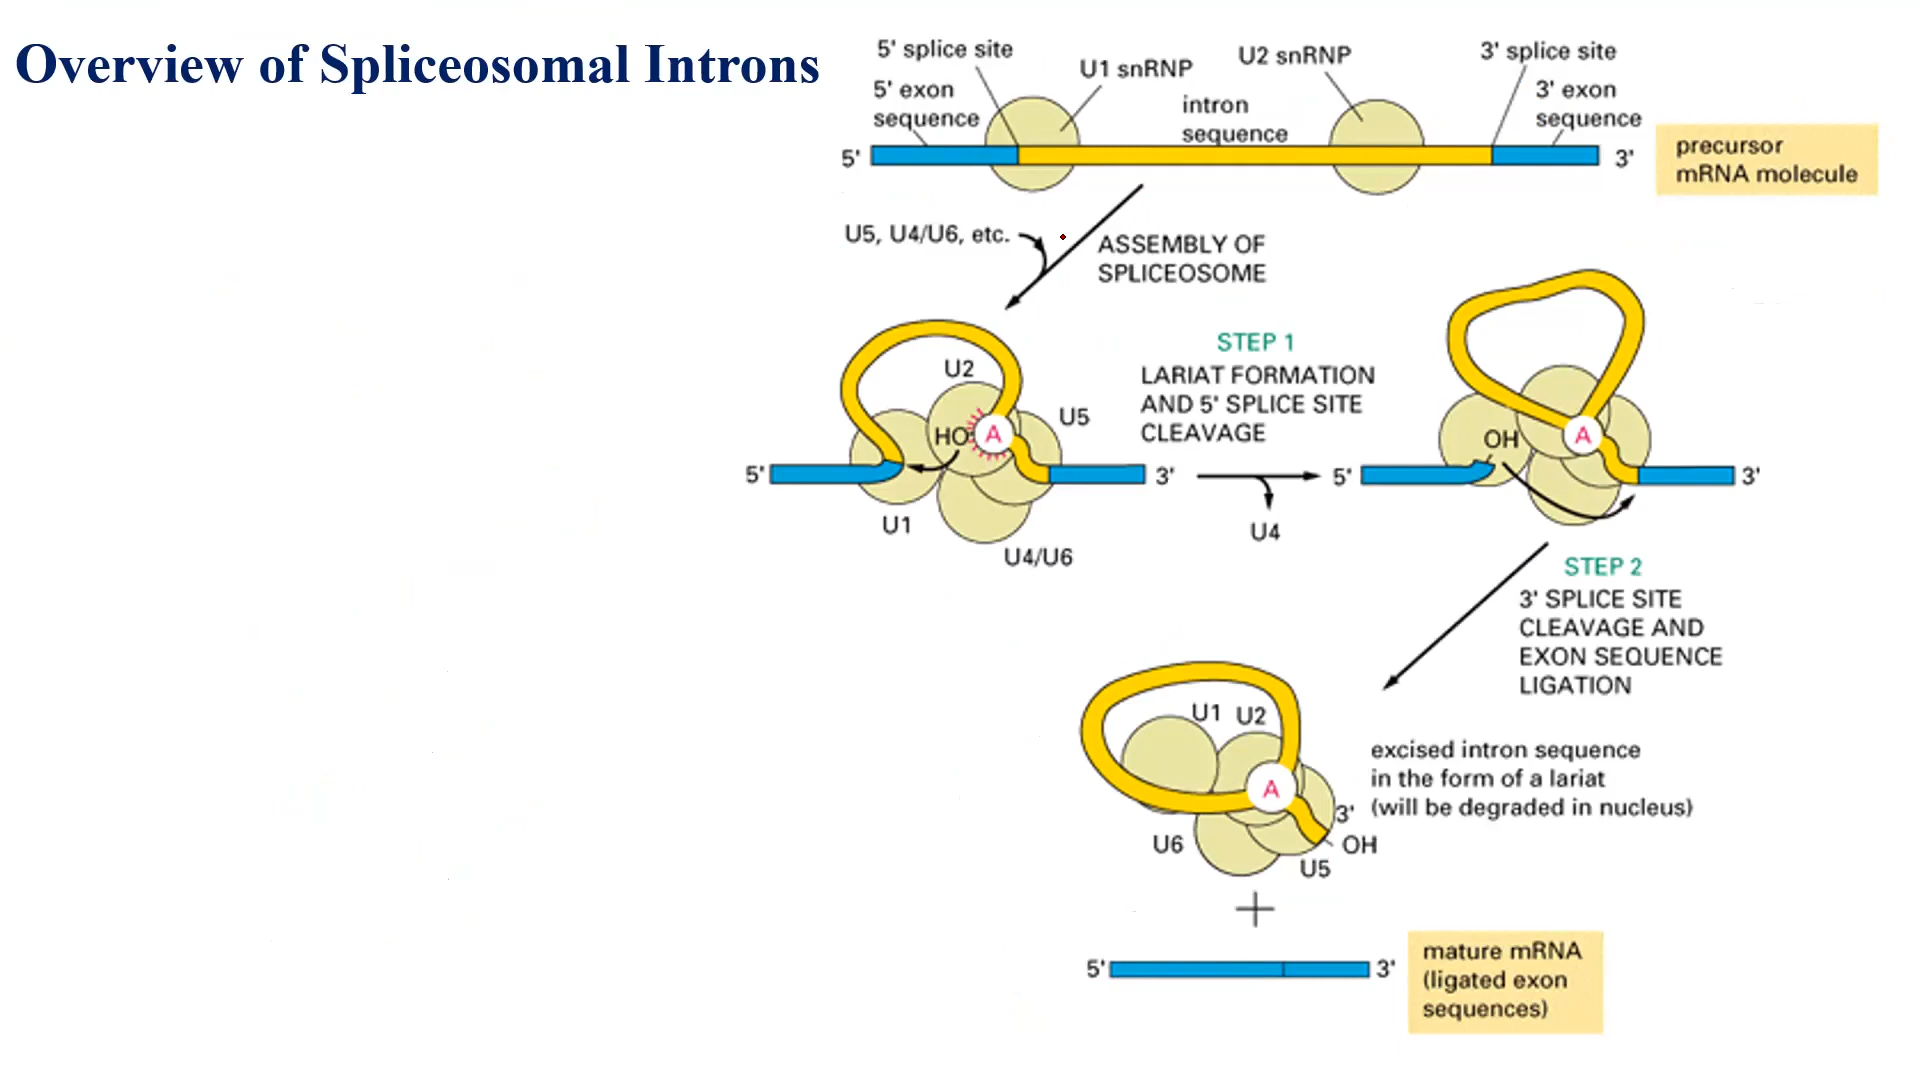 Overview of Spliceosomal Introns
5' splice site
U1 snRNP
U2 snRNP
3' splice site
5' exon
sequence
intron
sequence
3' exon
sequence
5'
3'
precursor
mRNA molecule
U5, U4/U6, etc.
ASSEMBLY OF
SPLICEOSOME
U2
HO
A
U5
5'
3'
U1
U4/U6
STEP 1
LARIAT FORMATION
AND 5' SPLICE SITE
CLEAVAGE
U4
OH
A
5'
3'
STEP 2
3' SPLICE SITE
CLEAVAGE AND
EXON SEQUENCE
LIGATION
U1 U2
A
3'
OH
U6
U5
excised intron sequence
in the form of a lariat
(will be degraded in nucleus)
+
5'
3'
mature mRNA
(ligated exon
sequences)